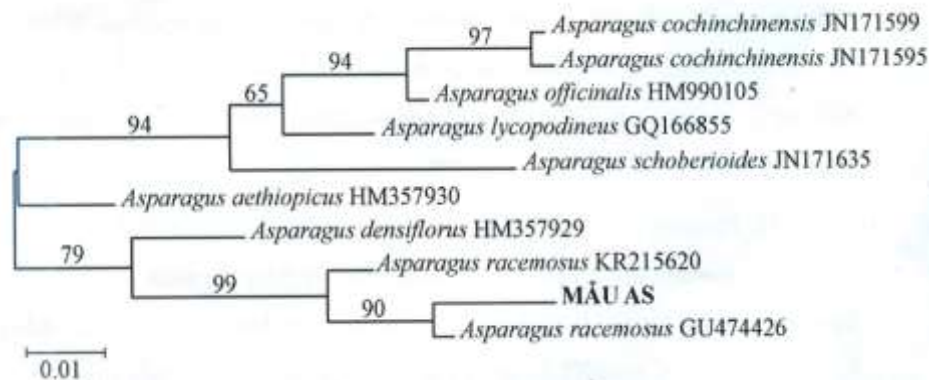 97
Asparagus cochinchinensis JN171599
Asparagus cochinchinensis JN171595
94
Asparagus officinalis HM990105
65
Asparagus lycopodineus GQ166855
94
Asparagus schoberioides JN171635
Asparagus aethiopicus HM357930
Asparagus densiflorus HM357929
79
Asparagus racemosus KR215620
99
MẪU AS
90
Asparagus racemosus GU474426
0.01